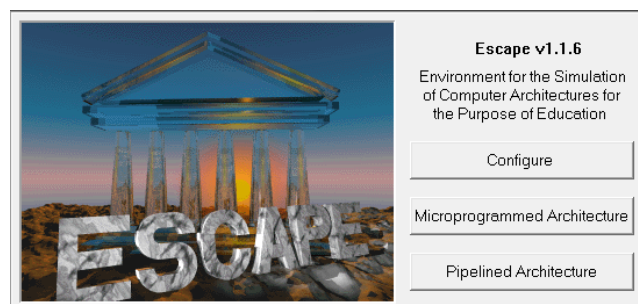 ESCAPE
Escape v1.1.6
Environment for the Simulation
of Computer Architectures for
the Purpose of Education
Configure
Microprogrammed Architecture
Pipelined Architecture